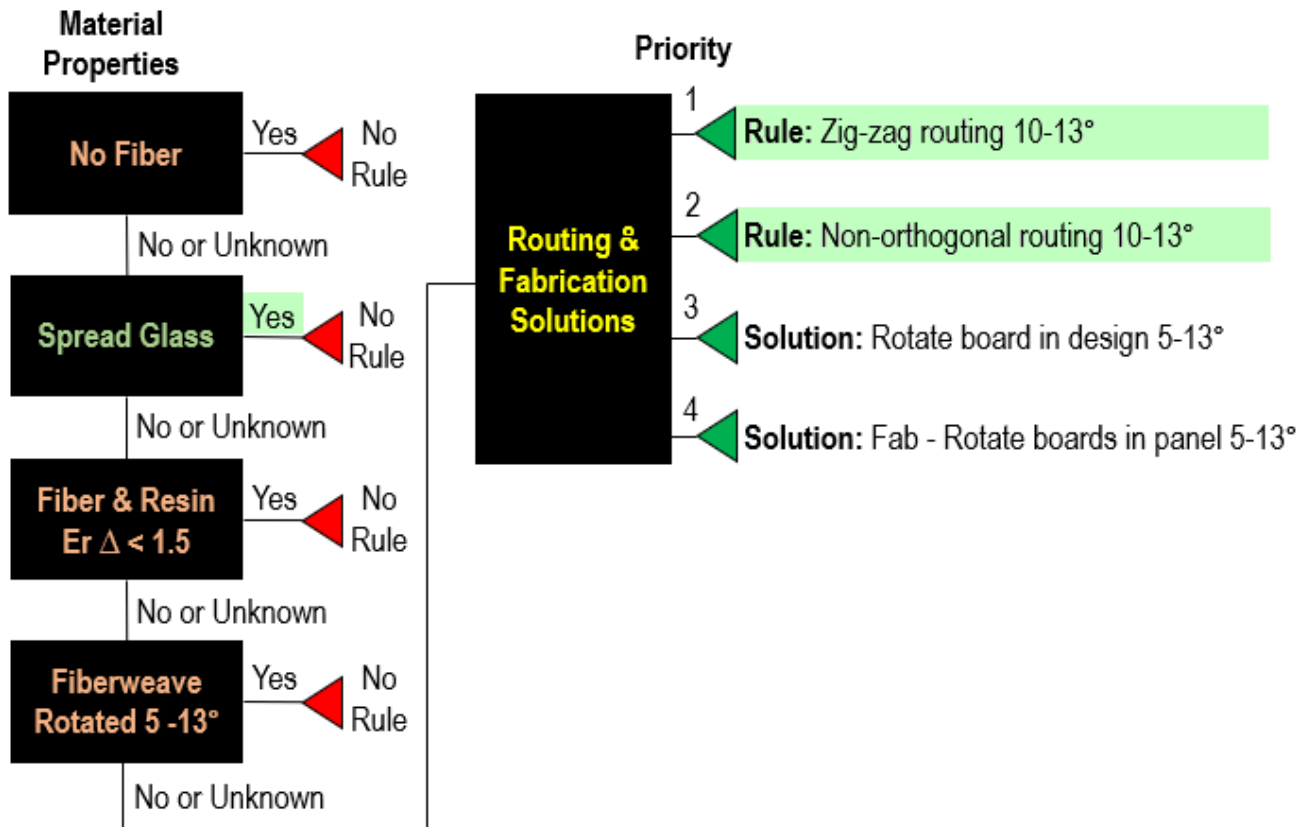 Material
Properties
No Fiber
Yes
No
Rule
No or Unknown
Spread Glass
Yes
No
Rule
No or Unknown
Fiber & Resin
Er Δ < 1.5
Yes
No
Rule
No or Unknown
Fiberweave
Rotated 5 -13°
Yes
No
Rule
No or Unknown
Priority
Routing &
Fabrication
Solutions
1
Rule: Zig-zag routing 10-13°
2
Rule: Non-orthogonal routing 10-13°
3
Solution: Rotate board in design 5-13°
4
Solution: Fab - Rotate boards in panel 5-13°